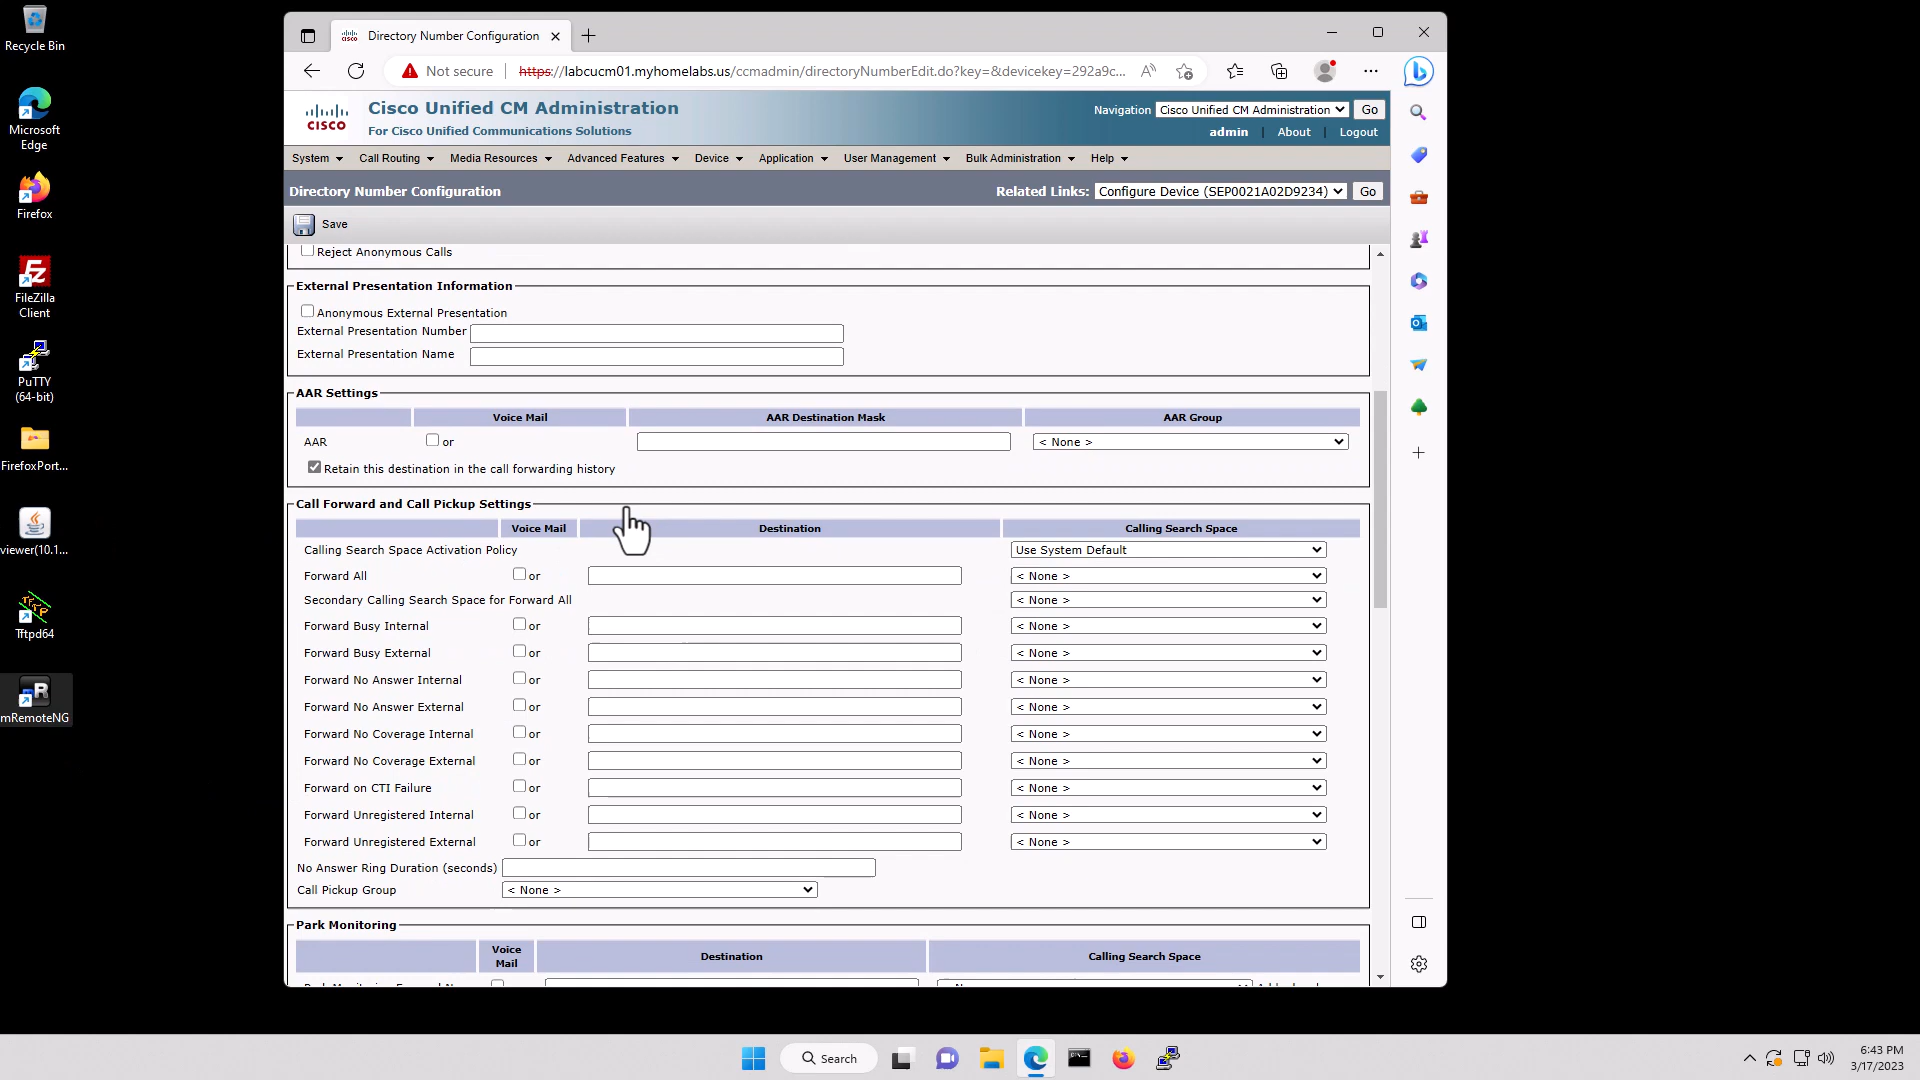 Recycle Bin
Microsoft
Edge
Firefox
FileZilla
Client
PuTTY
(64-bit)
FirefoxPort...
viewer(10.1...
Tftpd64
mRemoteNG
Directory Number Configuration
Not secure https://labcucm01.myhomelabs.us/ccmadmin/directoryNumberEdit.do?key=&devicekey=292a9c...
CISCO
Cisco Unified CM Administration
For Cisco Unified Communications Solutions
Navigation Cisco Unified CM Administration Go
admin | About | Logout
System Call Routing Media Resources Advanced Features Device Application User Management Bulk Administration Help
Directory Number Configuration
Related Links: Configure Device (SEP0021A02D9234) Go
Save
Reject Anonymous Calls
External Presentation Information
Anonymous External Presentation
External Presentation Number
External Presentation Name
AAR Settings
Voice Mail AAR Destination Mask AAR Group
AAR or < None >
Retain this destination in the call forwarding history
Call Forward and Call Pickup Settings
Voice Mail Destination Calling Search Space
Calling Search Space Activation Policy Use System Default
Forward All or < None >
Secondary Calling Search Space for Forward All < None >
Forward Busy Internal or < None >
Forward Busy External or < None >
Forward No Answer Internal or < None >
Forward No Answer External or < None >
Forward No Coverage Internal or < None >
Forward No Coverage External or < None >
Forward on CTI Failure or < None >
Forward Unregistered Internal or < None >
Forward Unregistered External or < None >
No Answer Ring Duration (seconds)
Call Pickup Group < None >
Park Monitoring
Voice
Mail
Destination Calling Search Space
Search
6:43 PM
3/17/2023